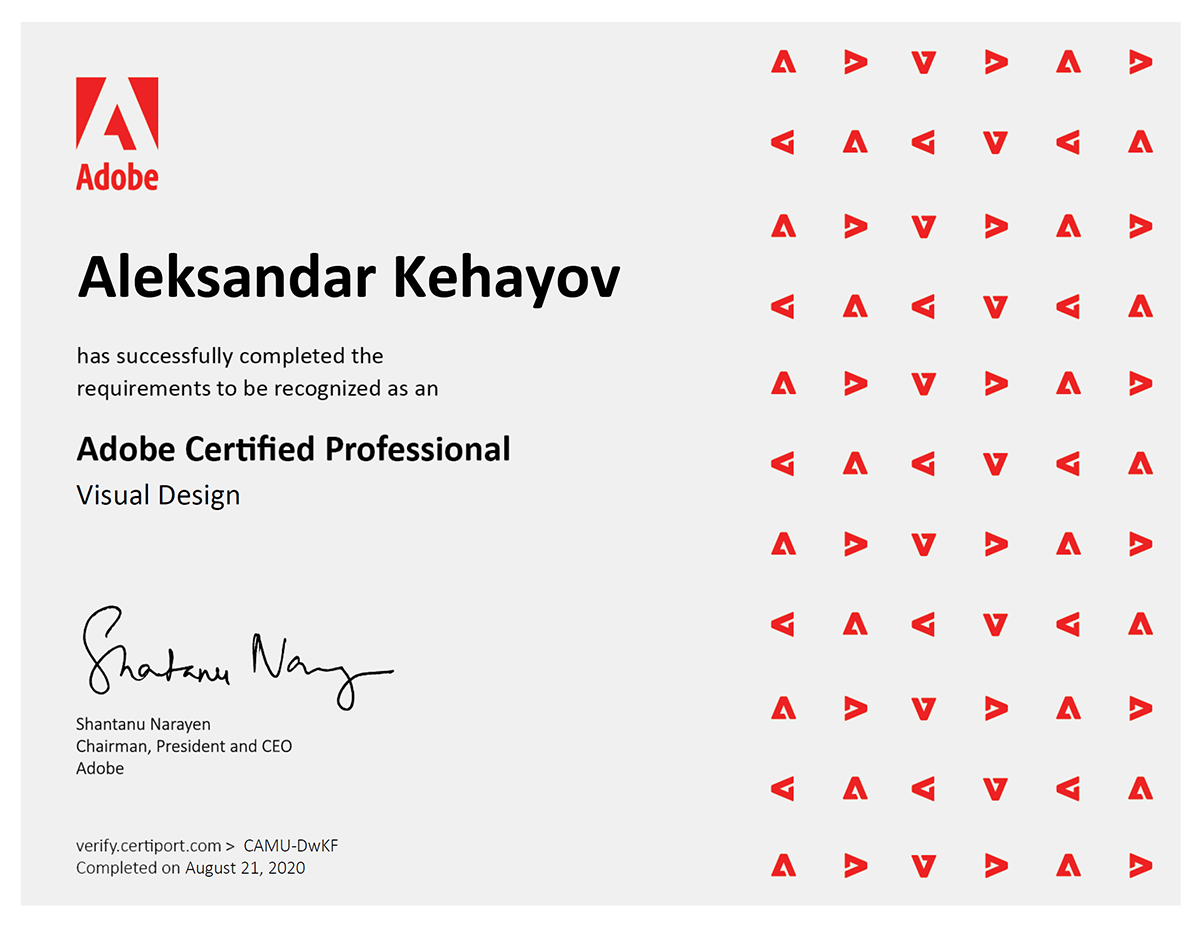 Adobe
Aleksandar Kehayov
has successfully completed the
requirements to be recognized as an
Adobe Certified Professional
Visual Design
Shantanu Narayen
Shantanu Narayen
Chairman, President and CEO
Adobe
verify.certiport.com > CAMU-DwKF
Completed on August 21, 2020